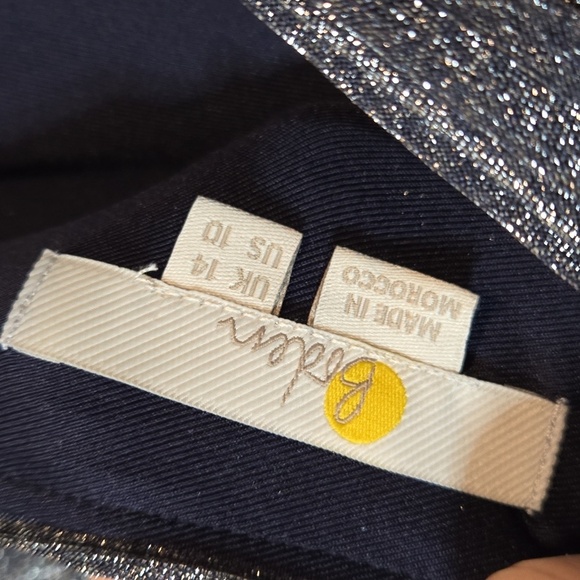 Boden
UK 14
US 10
MADE IN
MOROCCO